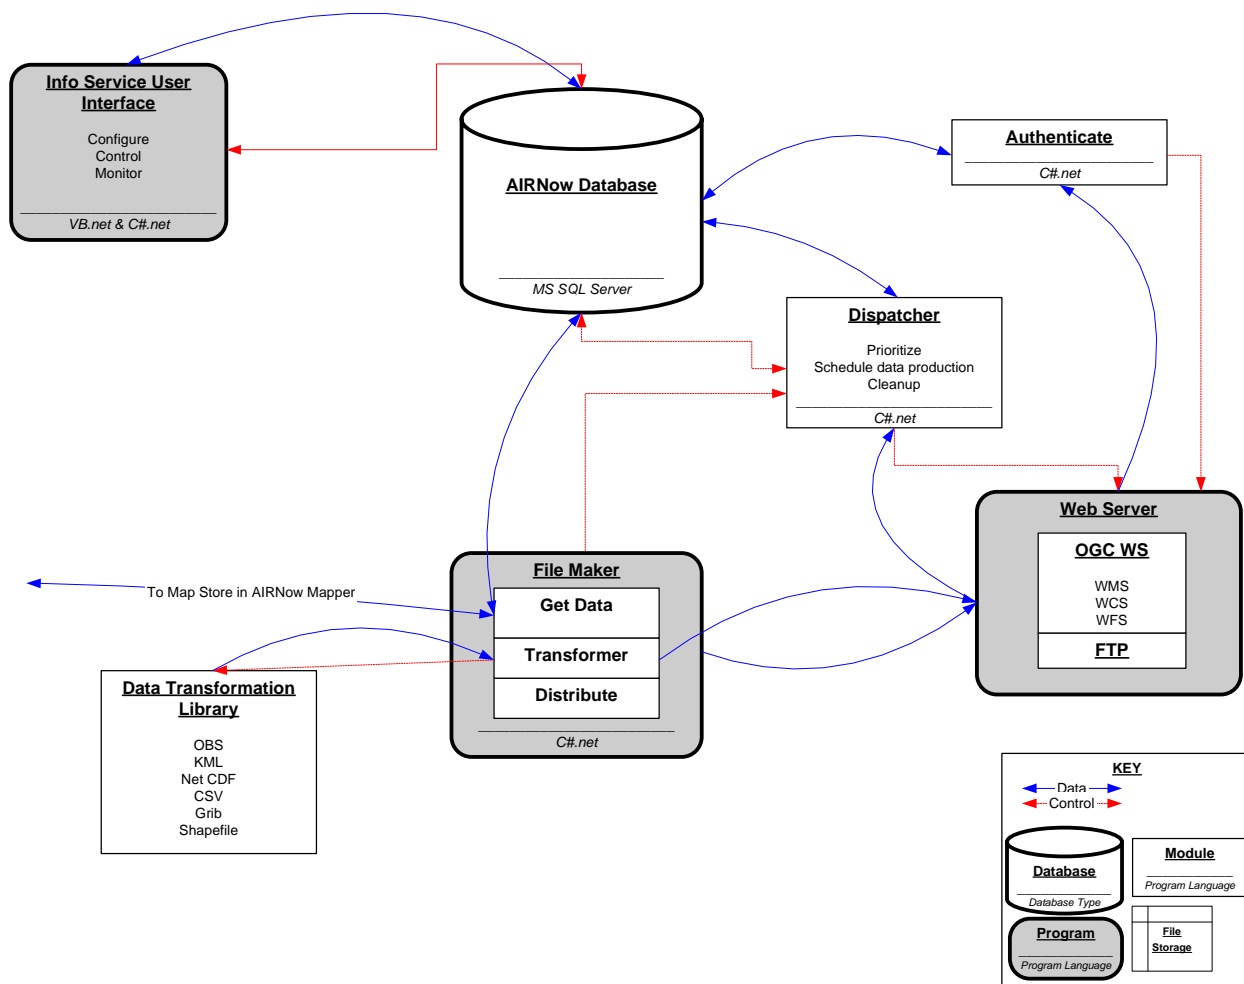 Info Service User
Interface
Configure
Control
Monitor
VB.net & C#.net
AIRNow Database
MS SQL Server
Authenticate
C#.net
Dispatcher
Prioritize
Schedule data production
Cleanup
C#.net
Web Server
OGC WS
WMS
WCS
WFS
FTP
File Maker
Get Data
Transformer
Distribute
C#.net
To Map Store in AIRNow Mapper
Data Transformation
Library
OBS
KML
Net CDF
CSV
Grib
Shapefile
KEY
Data
Control
Database
Database Type
Module
Program Language
Program
Program Language
File
Storage